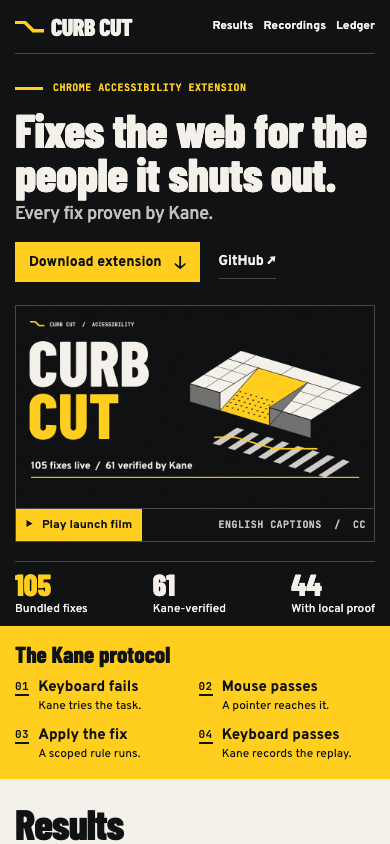 CURB CUT
Results Recordings Ledger
CHROME ACCESSIBILITY EXTENSION
Fixes the web for the
people it shuts out.
Every fix proven by Kane.
Download extension ↓
GitHub ↗
CURB CUT / ACCESSIBILITY
CURB
CUT
105 fixes live / 61 verified by Kane
Play launch film
ENGLISH CAPTIONS / CC
105 61 44
Bundled fixes Kane-verified With local proof
The Kane protocol
01 Keyboard fails
Kane tries the task.
02 Mouse passes
A pointer reaches it.
03 Apply the fix
A scoped rule runs.
04 Keyboard passes
Kane records the replay.
Results